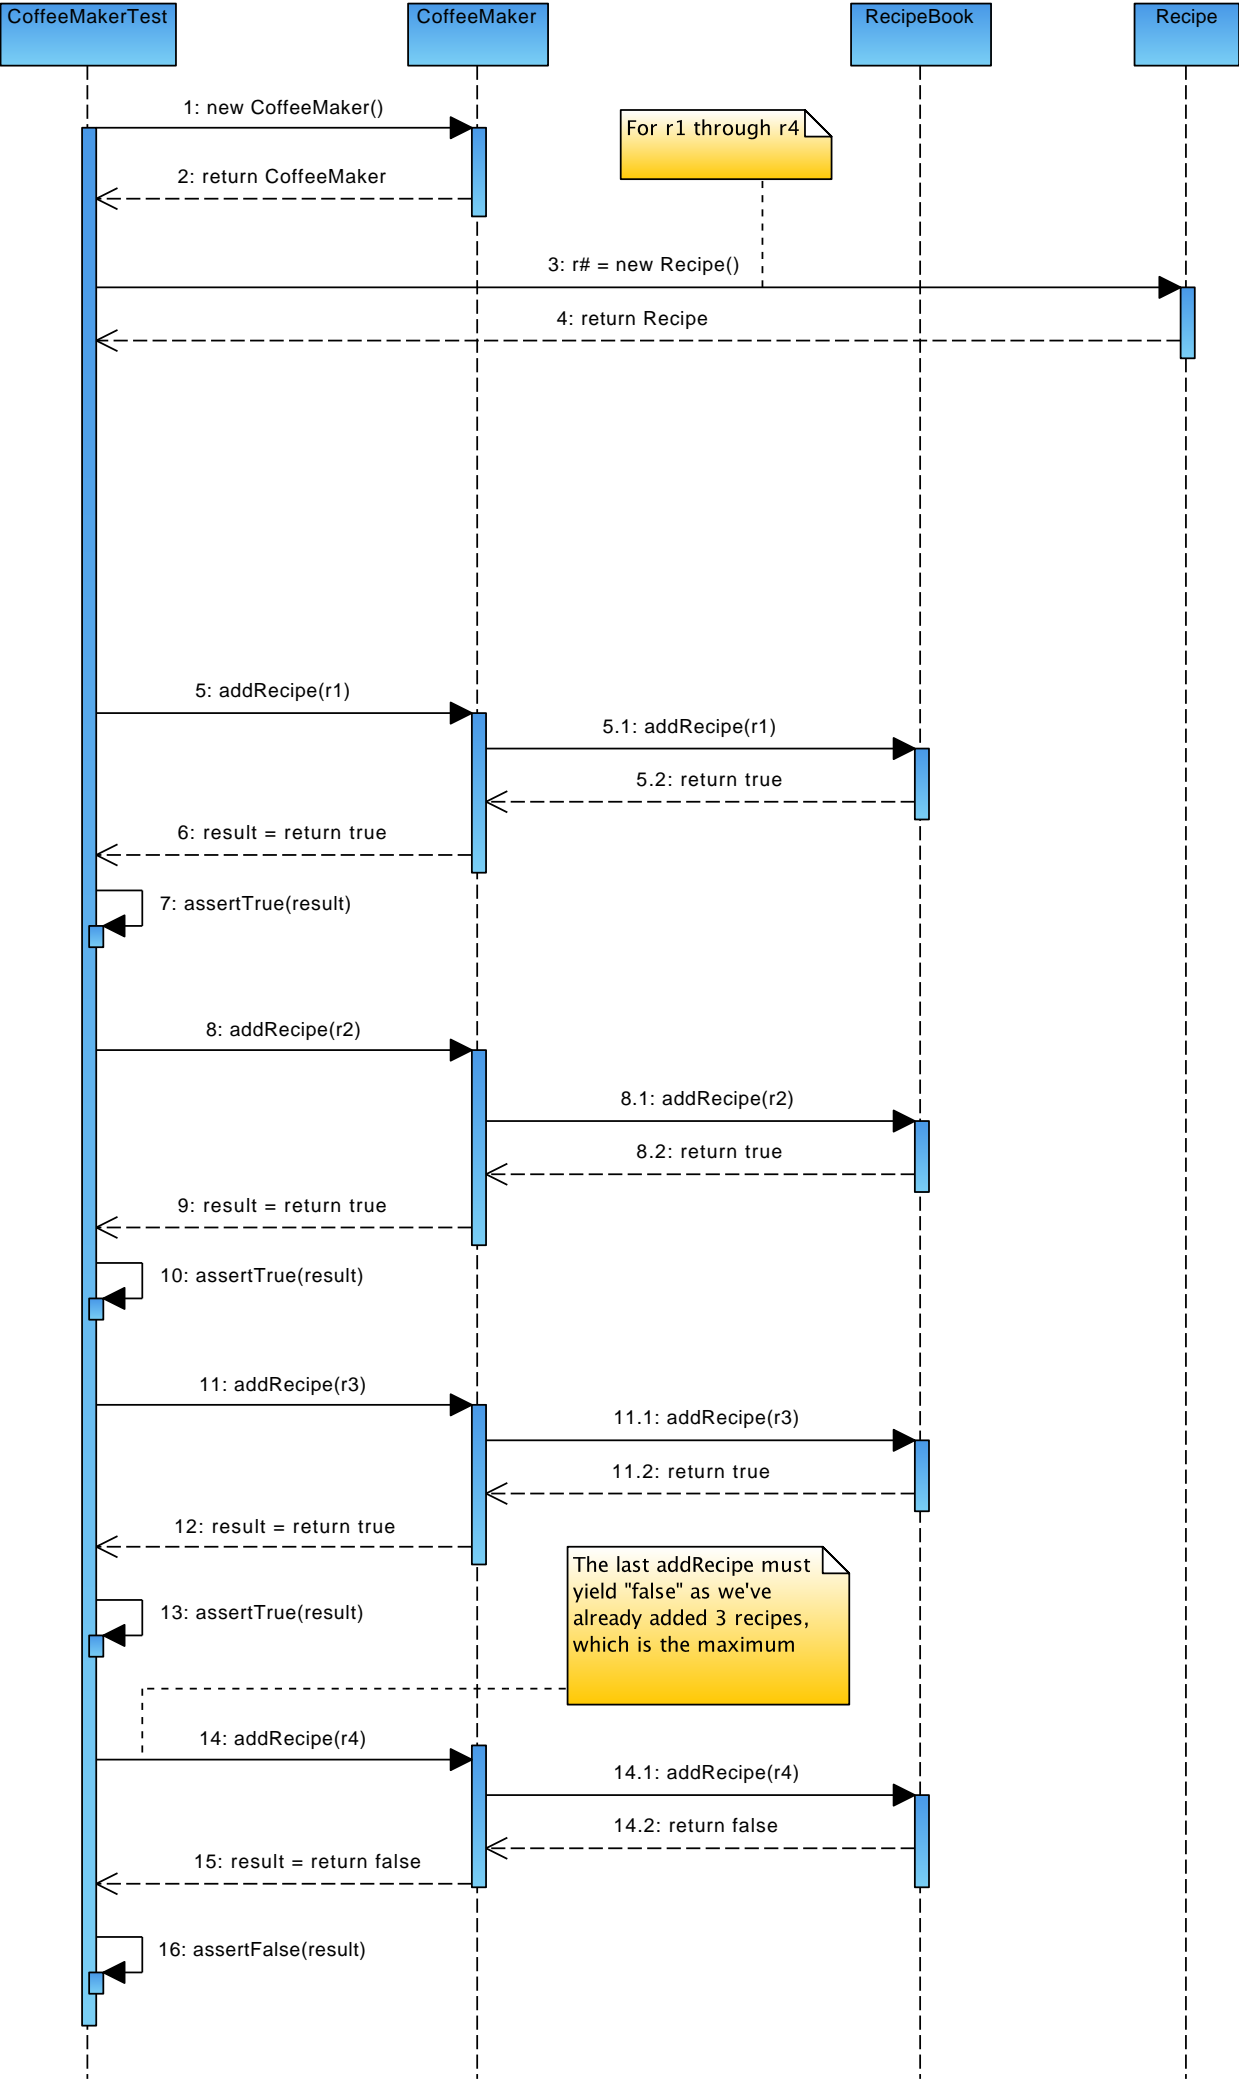 CoffeeMakerTest
CoffeeMaker
RecipeBook
Recipe
1: new CoffeeMaker()
For r1 through r4
2: return CoffeeMaker
3: r# = new Recipe()
4: return Recipe
5: addRecipe(r1)
5.1: addRecipe(r1)
5.2: return true
6: result = return true
7: assertTrue(result)
8: addRecipe(r2)
8.1: addRecipe(r2)
8.2: return true
9: result = return true
10: assertTrue(result)
11: addRecipe(r3)
11.1: addRecipe(r3)
11.2: return true
12: result = return true
The last addRecipe must
yield "false" as we've
already added 3 recipes,
which is the maximum
13: assertTrue(result)
14: addRecipe(r4)
14.1: addRecipe(r4)
14.2: return false
15: result = return false
16: assertFalse(result)